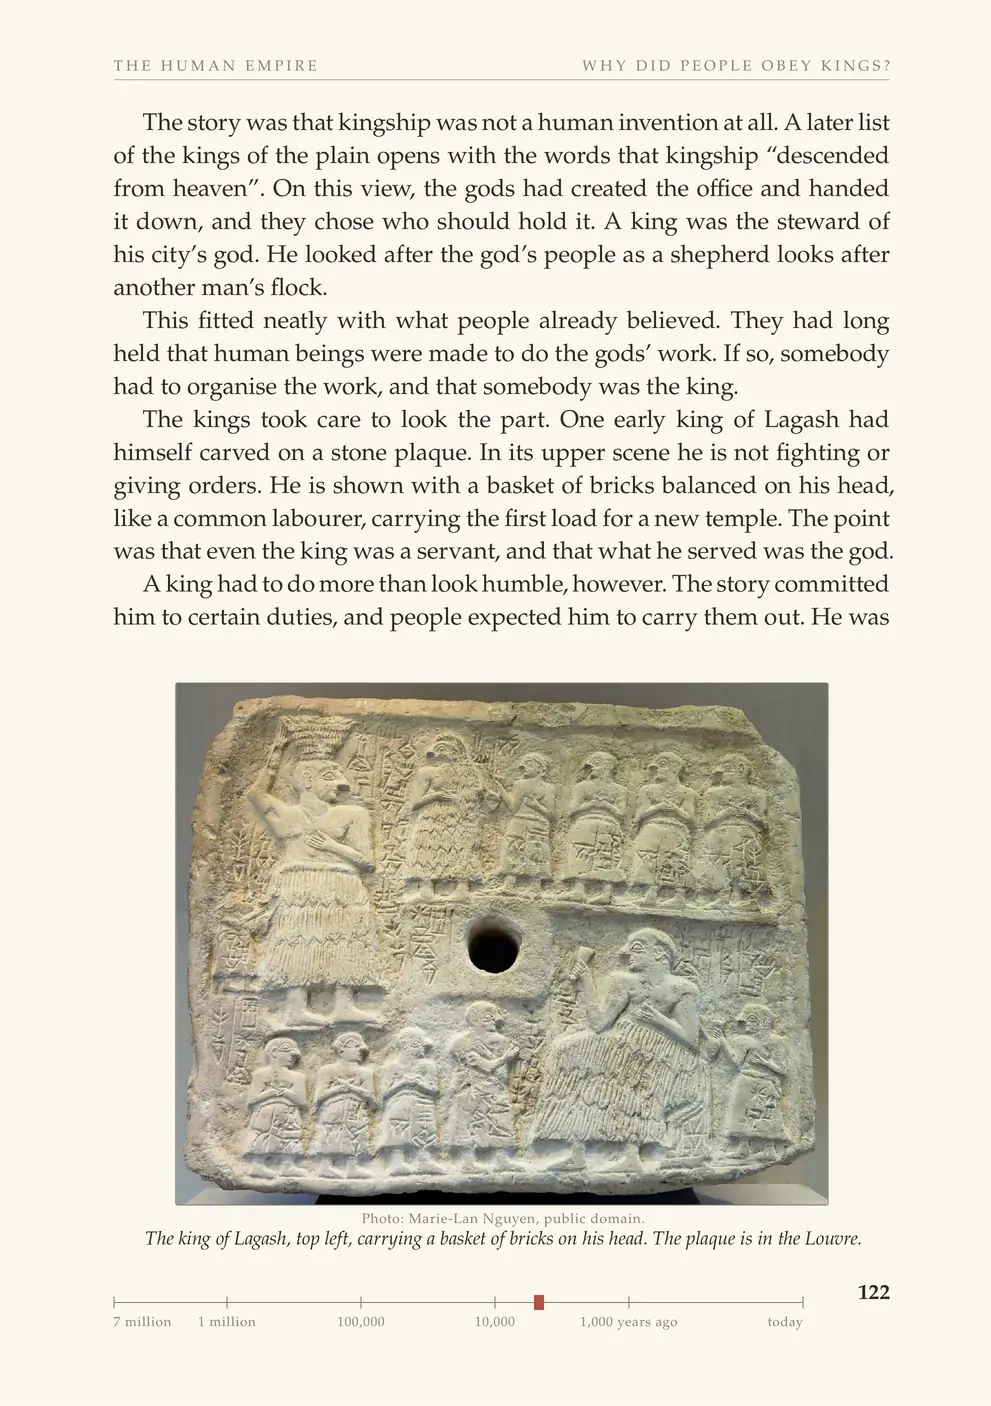 THE HUMAN EMPIRE
WHY DID PEOPLE OBEY KINGS?
The story was that kingship was not a human invention at all. A later list
of the kings of the plain opens with the words that kingship “descended
from heaven”. On this view, the gods had created the office and handed
it down, and they chose who should hold it. A king was the steward of
his city’s god. He looked after the god’s people as a shepherd looks after
another man’s flock.
This fitted neatly with what people already believed. They had long
held that human beings were made to do the gods’ work. If so, somebody
had to organise the work, and that somebody was the king.
The kings took care to look the part. One early king of Lagash had
himself carved on a stone plaque. In its upper scene he is not fighting or
giving orders. He is shown with a basket of bricks balanced on his head,
like a common labourer, carrying the first load for a new temple. The point
was that even the king was a servant, and that what he served was the god.
A king had to do more than look humble, however. The story committed
him to certain duties, and people expected him to carry them out. He was
Photo: Marie-Lan Nguyen, public domain.
The king of Lagash, top left, carrying a basket of bricks on his head. The plaque is in the Louvre.
122
7 million 1 million 100,000 10,000 1,000 years ago today